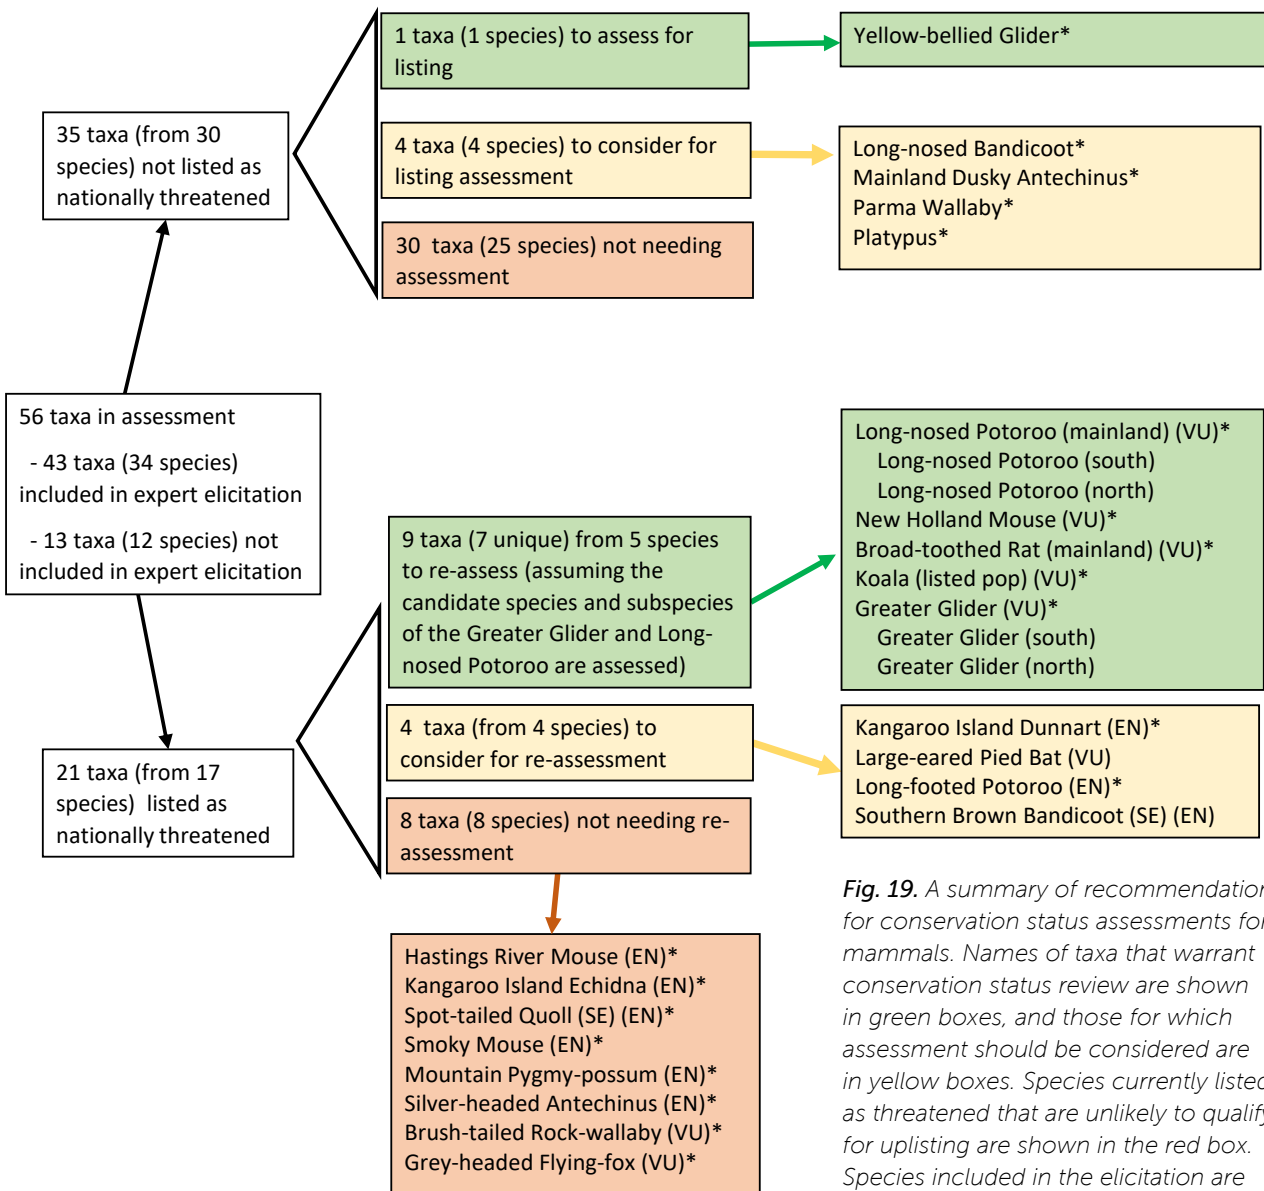 1 taxa (1 species) to assess for
listing
Yellow-bellied Glider*
35 taxa (from 30
species) not listed as
nationally threatened
4 taxa (4 species) to consider for
listing assessment
Long-nosed Bandicoot*
Mainland Dusky Antechinus*
Parma Wallaby*
Platypus*
30 taxa (25 species) not needing
assessment
56 taxa in assessment
- 43 taxa (34 species)
included in expert elicitation
- 13 taxa (12 species) not
included in expert elicitation
9 taxa (7 unique) from 5 species
to re-assess (assuming the
candidate species and subspecies
of the Greater Glider and Long-
nosed Potoroo are assessed)
Long-nosed Potoroo (mainland) (VU)*
Long-nosed Potoroo (south)
Long-nosed Potoroo (north)
New Holland Mouse (VU)*
Broad-toothed Rat (mainland) (VU)*
Koala (listed pop) (VU)*
Greater Glider (VU)*
Greater Glider (south)
Greater Glider (north)
21 taxa (from 17
species) listed as
nationally threatened
4 taxa (from 4 species) to
consider for re-assessment
Kangaroo Island Dunnart (EN)*
Large-eared Pied Bat (VU)
Long-footed Potoroo (EN)*
Southern Brown Bandicoot (SE) (EN)
8 taxa (8 species) not needing re-
assessment
Hastings River Mouse (EN)*
Kangaroo Island Echidna (EN)*
Spot-tailed Quoll (SE) (EN)*
Smoky Mouse (EN)*
Mountain Pygmy-possum (EN)*
Silver-headed Antechinus (EN)*
Brush-tailed Rock-wallaby (VU)*
Grey-headed Flying-fox (VU)*
Fig. 19. A summary of recommendation
for conservation status assessments for
mammals. Names of taxa that warrant
conservation status review are shown
in green boxes, and those for which
assessment should be considered are
in yellow boxes. Species currently listed
as threatened that are unlikely to qualify
for uplisting are shown in the red box.
Species included in the elicitation are